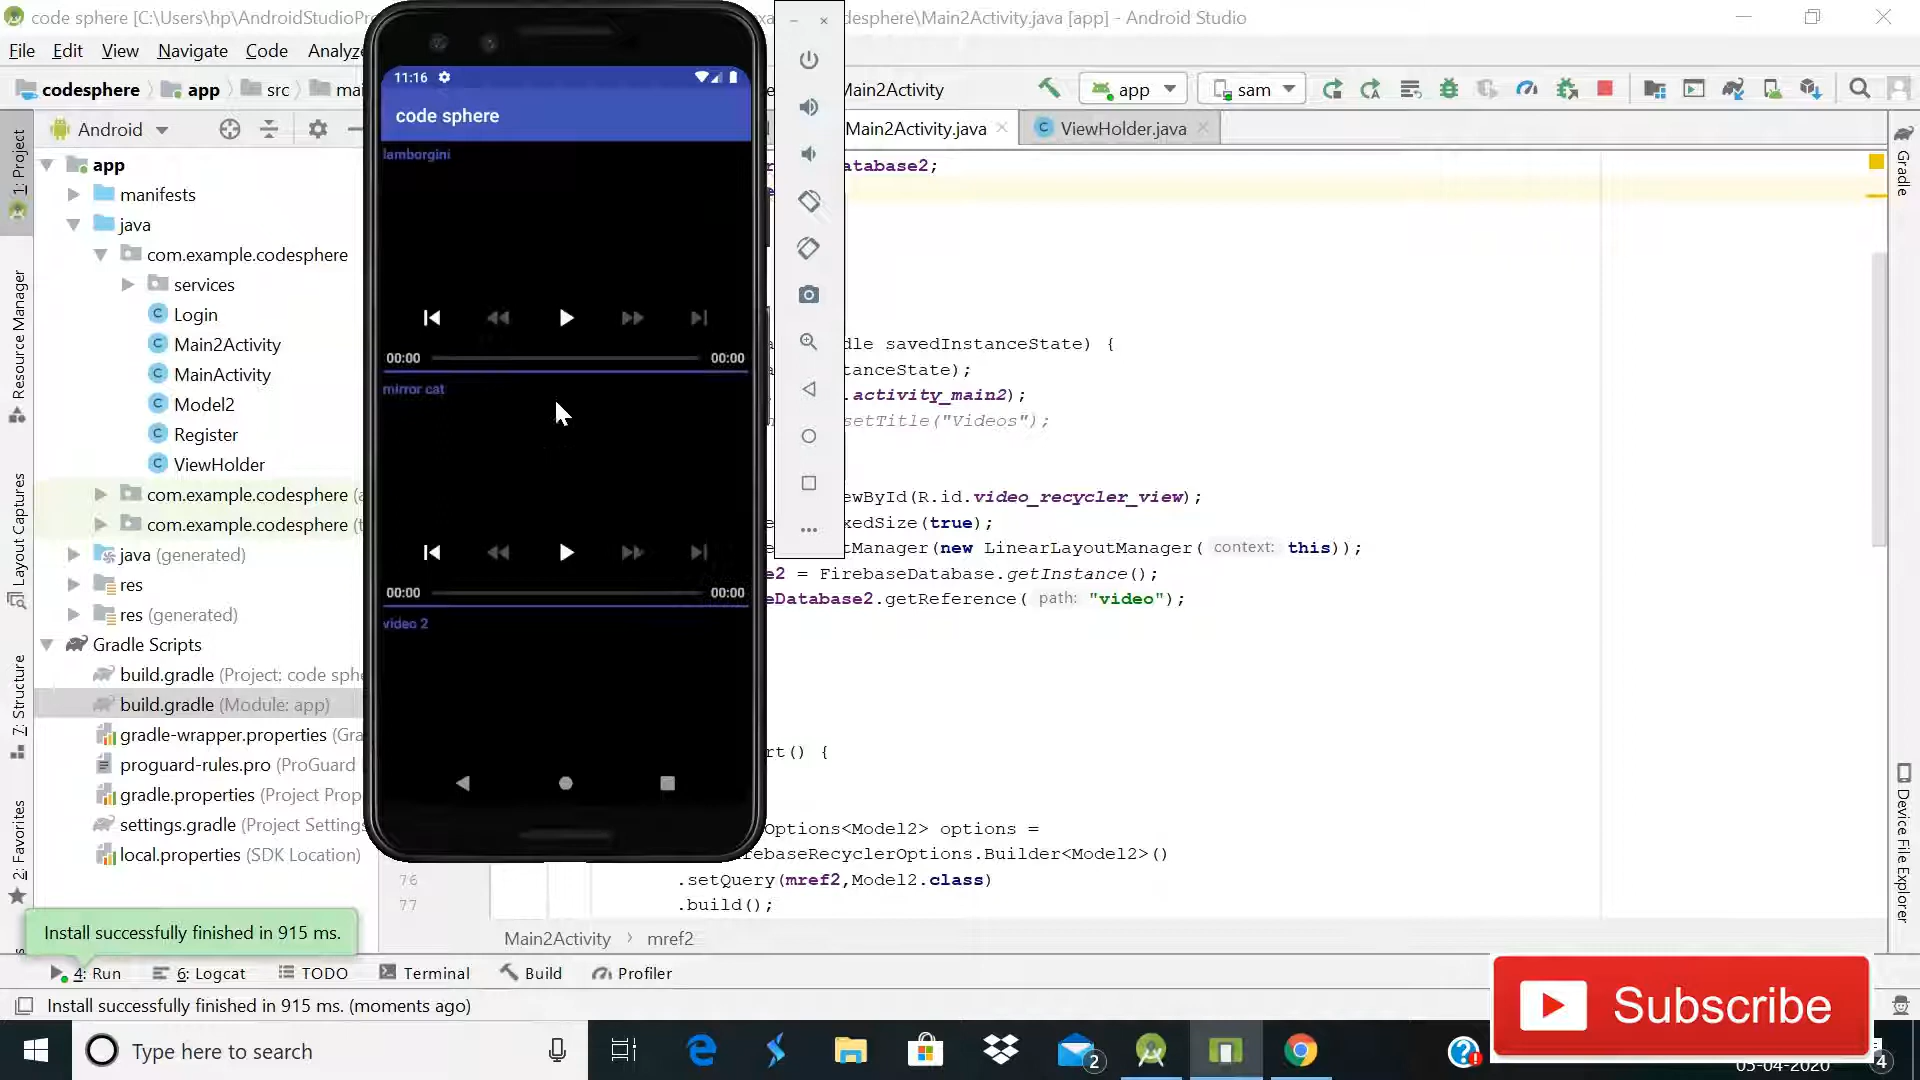 code sphere [C:\Users\hp\AndroidStudioPr
esphere\Main2Activity.java [app] - Android Studio
File Edit View Navigate Code Analyze
codesphere app src
Main2Activity
app
sam
Android
Main2Activity.java
ViewHolder.java
1: Project
Resource Manager
Layout Captures
7: Structure
2: Favorites
app
manifests
java
com.example.codesphere
services
Login
Main2Activity
MainActivity
Model2
Register
ViewHolder
com.example.codesphere
com.example.codesphere
java (generated)
res
res (generated)
Gradle Scripts
build.gradle (Project: code sph
build.gradle (Module: app)
gradle-wrapper.properties (Gra
proguard-rules.pro (ProGuard
gradle.properties (Project Prop
settings.gradle (Project Settings
local.properties (SDK Location)
11:16
code sphere
lamborgini
00:00 00:00
mirror cat
00:00 00:00
video 2
atabase2;
dle savedInstanceState) {
tanceState);
.activity_main2);
setTitle("Videos");
ewById(R.id.video_recycler_view);
xedSize(true);
tManager(new LinearLayoutManager( context: this));
e2 = FirebaseDatabase.getInstance();
eDatabase2.getReference( path: "video");
rt() {
Options<Model2> options =
rebaseRecyclerOptions.Builder<Model2>()
76 .setQuery(mref2,Model2.class)
77 .build();
Main2Activity › mref2
Gradle
Device File Explorer
Install successfully finished in 915 ms.
4: Run 6: Logcat TODO Terminal Build Profiler
Install successfully finished in 915 ms. (moments ago)
Subscribe
Type here to search
2
05-04-2020
4